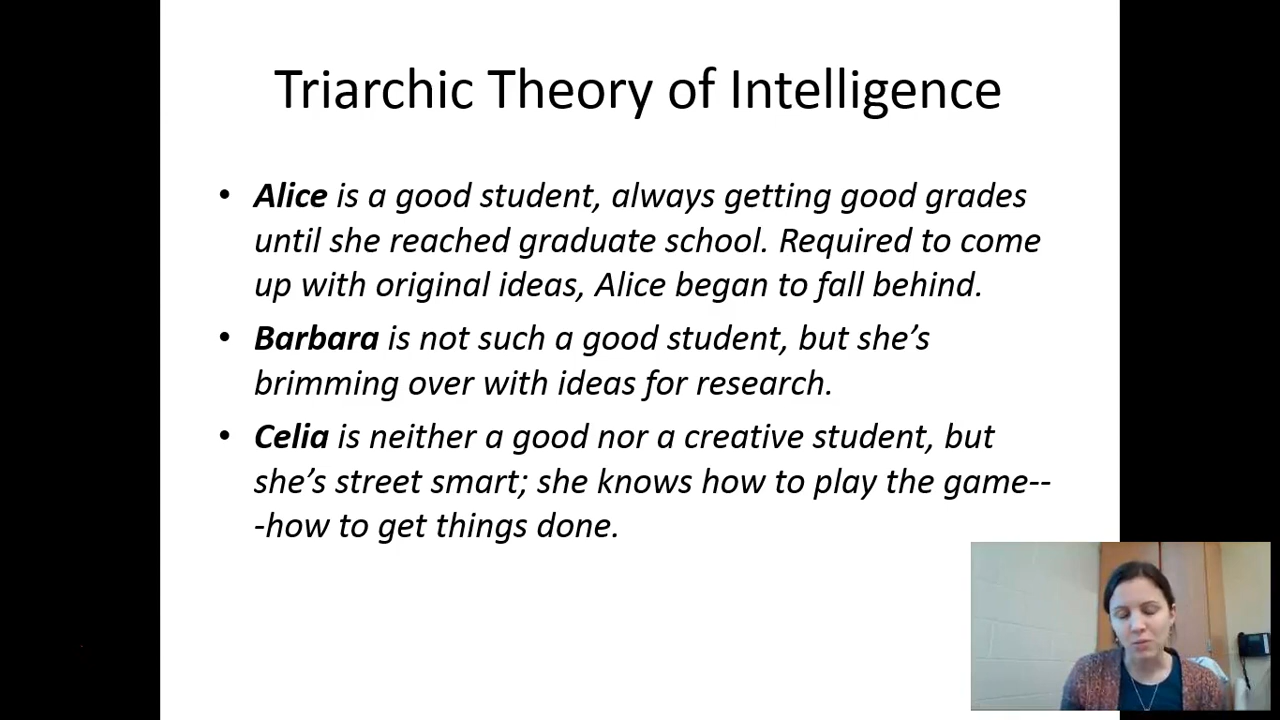 Triarchic Theory of Intelligence
• Alice is a good student, always getting good grades
until she reached graduate school. Required to come
up with original ideas, Alice began to fall behind.
• Barbara is not such a good student, but she’s
brimming over with ideas for research.
• Celia is neither a good nor a creative student, but
she’s street smart; she knows how to play the game--
-how to get things done.